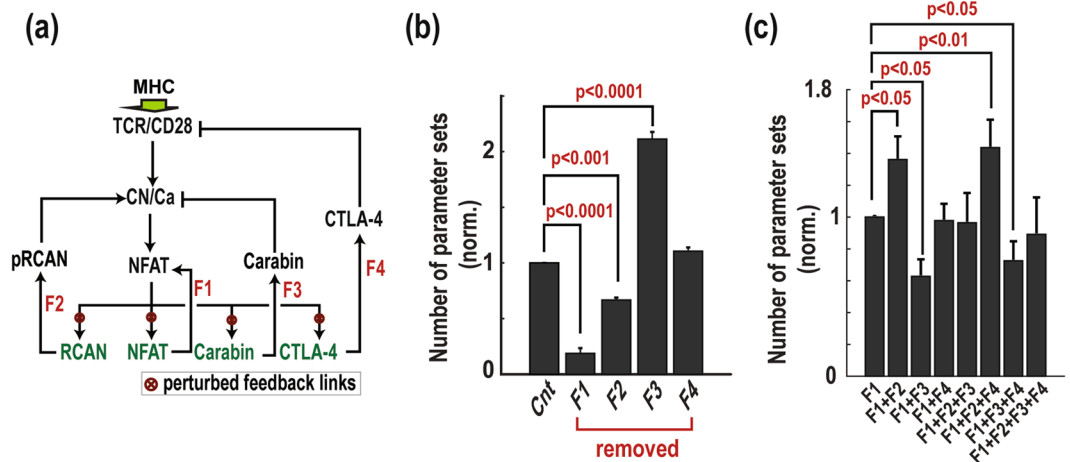 (a)
MHC
TCR/CD28
CN/Ca
CTLA-4
pRCAN
NFAT
Carabin
F4
F2
F1
F3
RCAN
NFAT
Carabin
CTLA-4
perturbed feedback links
(b)
Number of parameter sets
(norm.)
2
1
0
p<0.0001
p<0.001
p<0.0001
Cnt
F1
F2
F3
F4
removed
(c)
Number of parameter sets
(norm.)
1.8
1
0
p<0.05
p<0.01
p<0.05
p<0.05
F1
F1+F2
F1+F3
F1+F4
F1+F2+F3
F1+F2+F4
F1+F3+F4
F1+F2+F3+F4